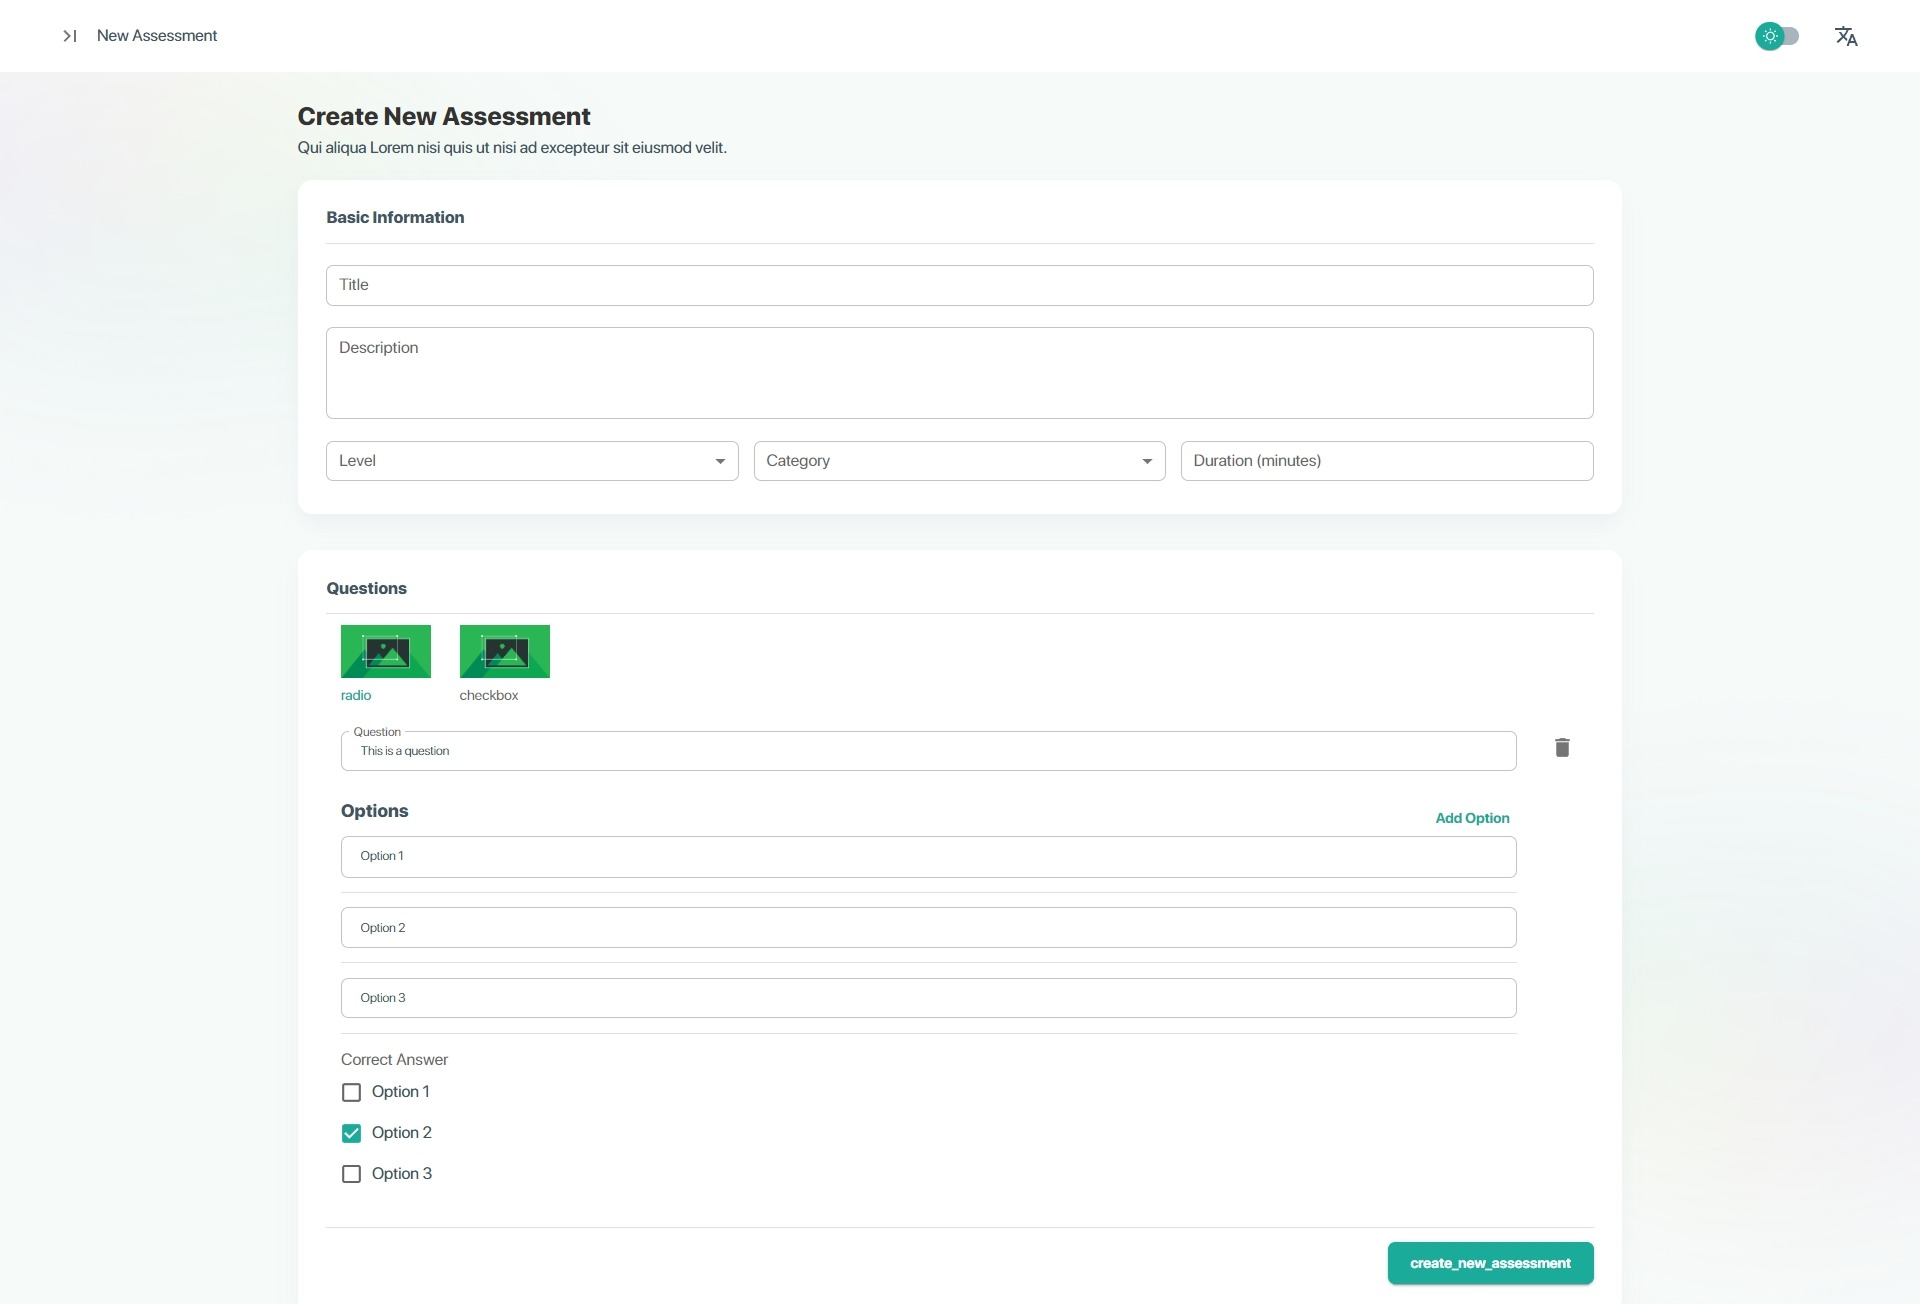 New Assessment
Create New Assessment
Qui aliqua Lorem nisi quis ut nisi ad excepteur sit eiusmod velit.
Basic Information
Title
Description
Level
Category
Duration (minutes)
Questions
radio
checkbox
Question
This is a question
Options
Add Option
Option 1
Option 2
Option 3
Correct Answer
Option 1
Option 2
Option 3
create_new_assessment